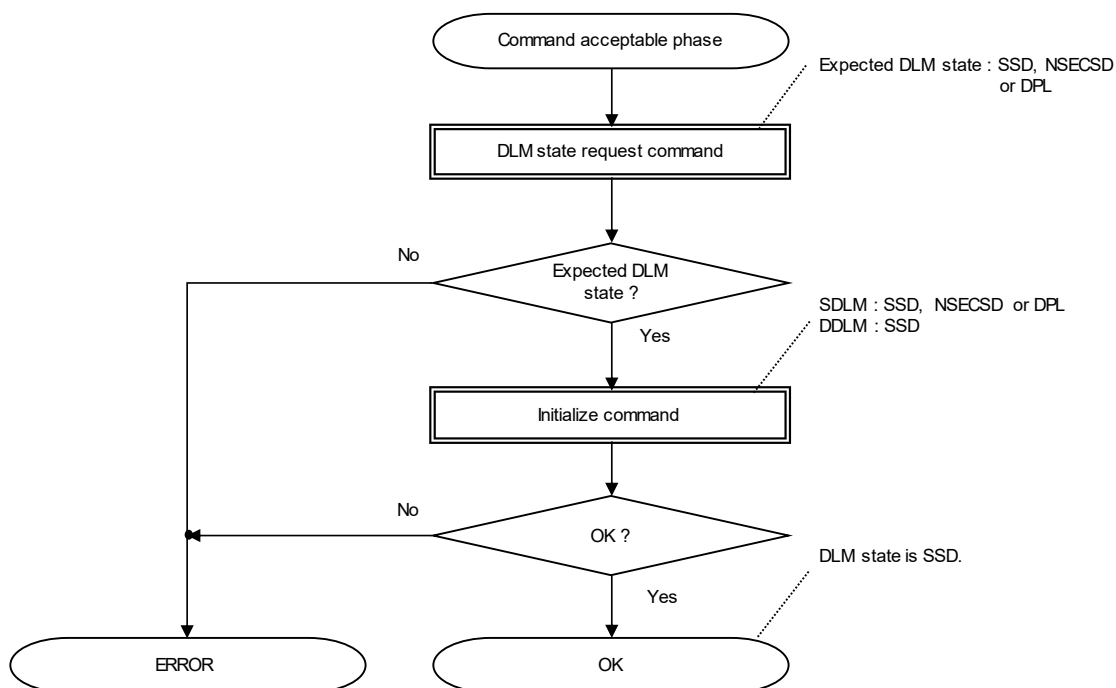 Command acceptable phase
Expected DLM state : SSD, NSECSD
or DPL
DLM state request command
No
Expected DLM
state ?
Yes
SDLM : SSD, NSECSD or DPL
DDLM : SSD
Initialize command
No
OK ?
Yes
DLM state is SSD.
ERROR
OK